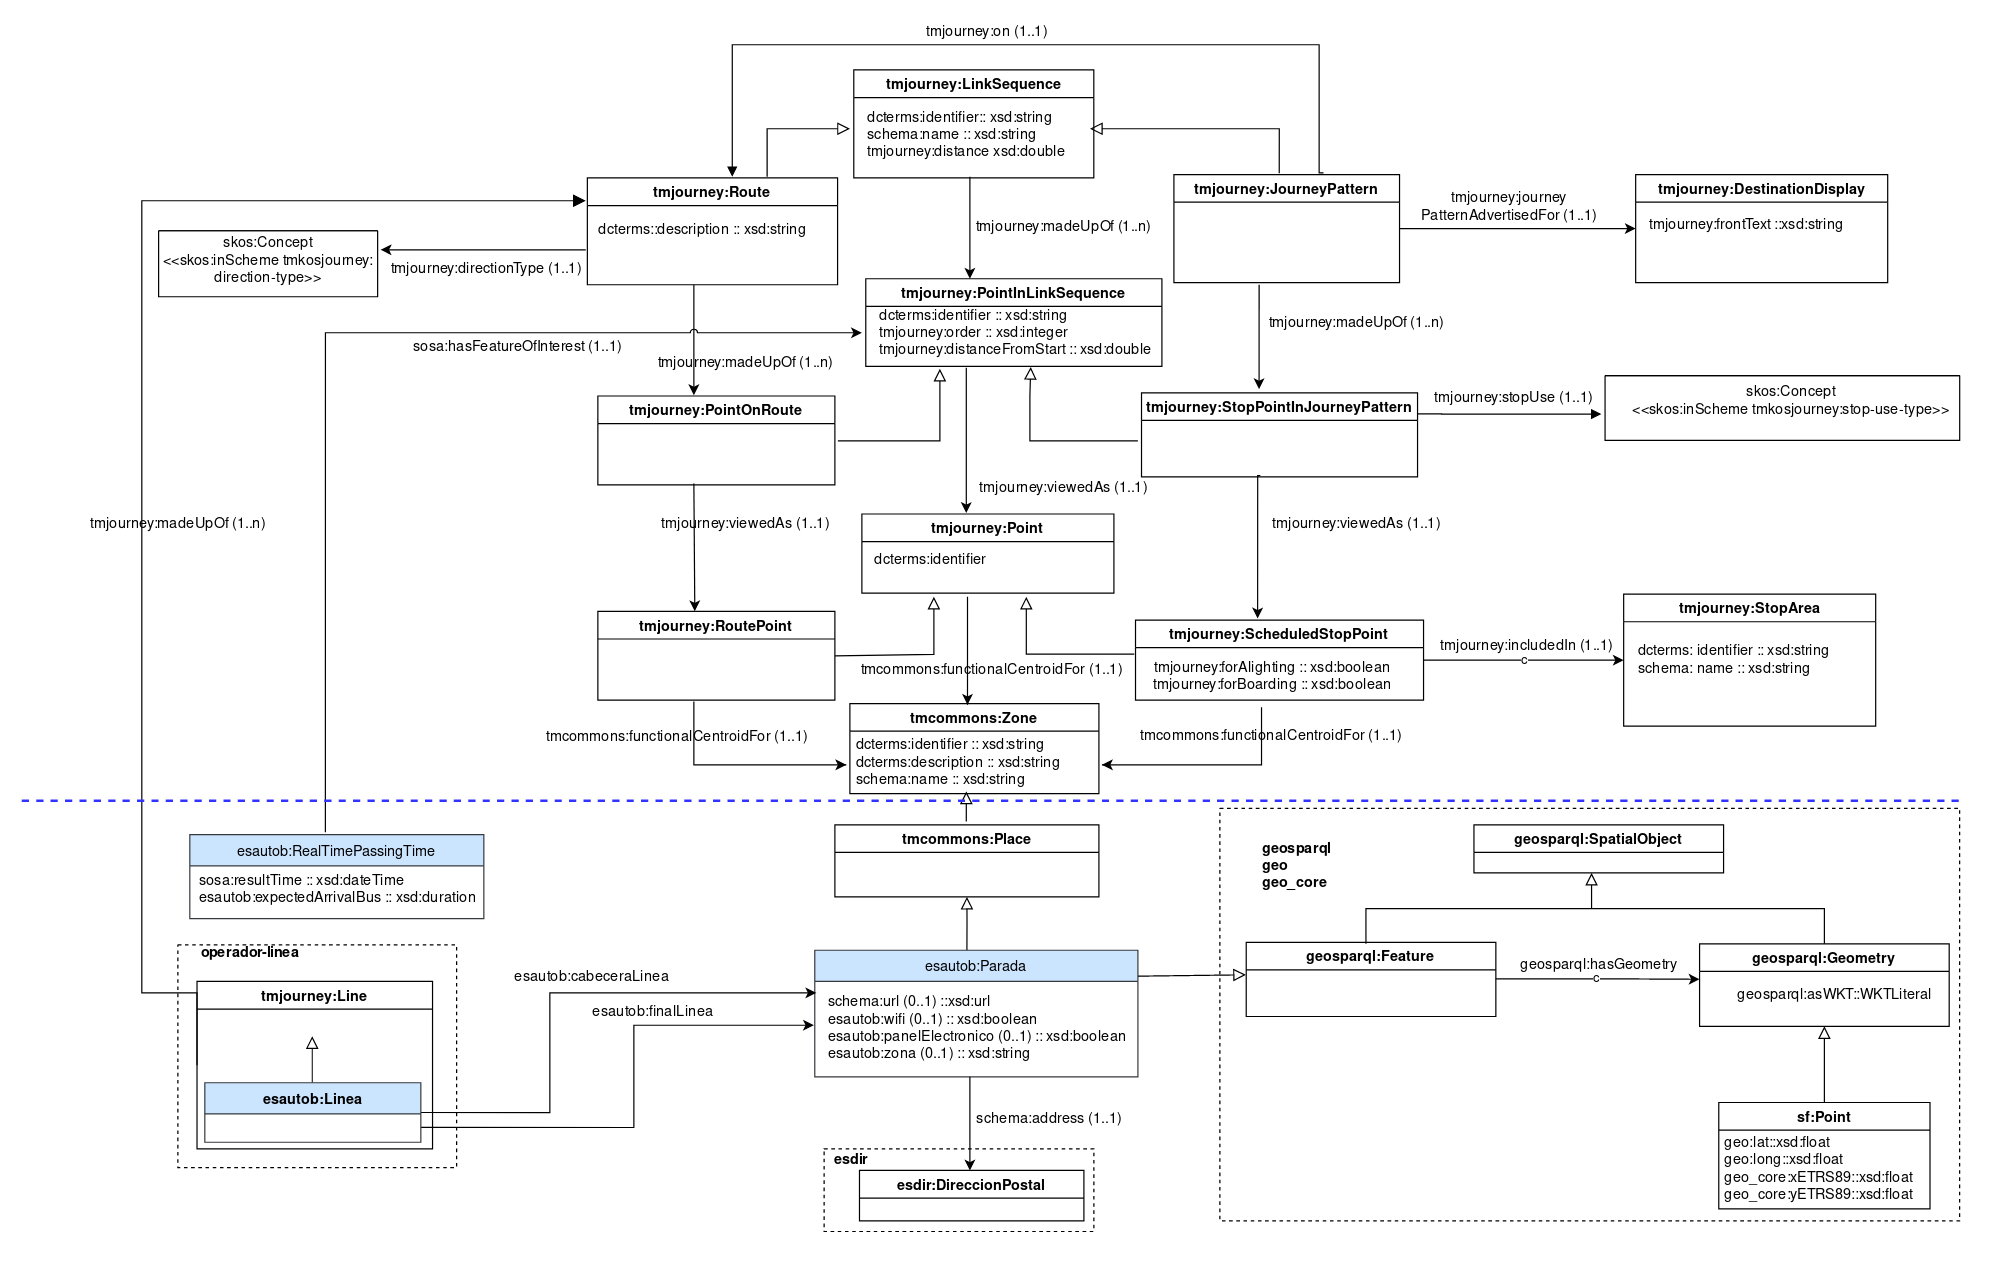 tmjourney:on (1..1)
tmjourney:LinkSequence
dcterms:identifier:: xsd:string
schema:name :: xsd:string
tmjourney:distance xsd:double
tmjourney:Route
dcterms::description :: xsd:string
tmjourney:JourneyPattern
tmjourney:journey
PatternAdvertisedFor (1..1)
tmjourney:DestinationDisplay
tmjourney:frontText ::xsd:string
skos:Concept
<<skos:inScheme tmkosjourney:
direction-type>>
tmjourney:directionType (1..1)
tmjourney:madeUpOf (1..n)
tmjourney:PointInLinkSequence
dcterms:identifier :: xsd:string
tmjourney:order :: xsd:integer
tmjourney:distanceFromStart :: xsd:double
tmjourney:madeUpOf (1..n)
sosa:hasFeatureOfInterest (1..1)
tmjourney:madeUpOf (1..n)
tmjourney:PointOnRoute
tmjourney:StopPointInJourneyPattern
tmjourney:stopUse (1..1)
skos:Concept
<<skos:inScheme tmkosjourney:stop-use-type>>
tmjourney:viewedAs (1..1)
tmjourney:madeUpOf (1..n)
tmjourney:viewedAs (1..1)
tmjourney:Point
dcterms:identifier
tmjourney:viewedAs (1..1)
tmjourney:RoutePoint
tmjourney:ScheduledStopPoint
tmjourney:forAlighting :: xsd:boolean
tmjourney:forBoarding :: xsd:boolean
tmjourney:includedIn (1..1)
c
tmjourney:StopArea
dcterms: identifier :: xsd:string
schema: name :: xsd:string
tmcommons:functionalCentroidFor (1..1)
tmcommons:functionalCentroidFor (1..1)
tmcommons:Zone
dcterms:identifier :: xsd:string
dcterms:description :: xsd:string
schema:name :: xsd:string
tmcommons:functionalCentroidFor (1..1)
esautob:RealTimePassingTime
sosa:resultTime :: xsd:dateTime
esautob:expectedArrivalBus :: xsd:duration
tmcommons:Place
geosparql
geo
geo_core
geosparql:SpatialObject
operador-linea
tmjourney:Line
esautob:Linea
esautob:cabeceraLinea
esautob:finalLinea
esautob:Parada
schema:url (0..1) ::xsd:url
esautob:wifi (0..1) :: xsd:boolean
esautob:panelElectronico (0..1) :: xsd:boolean
esautob:zona (0..1) :: xsd:string
geosparql:Feature
geosparql:hasGeometry
c
geosparql:Geometry
geosparql:asWKT::WKTLiteral
schema:address (1..1)
esdir
esdir:DireccionPostal
sf:Point
geo:lat::xsd:float
geo:long::xsd:float
geo_core:xETRS89::xsd:float
geo_core:yETRS89::xsd:float